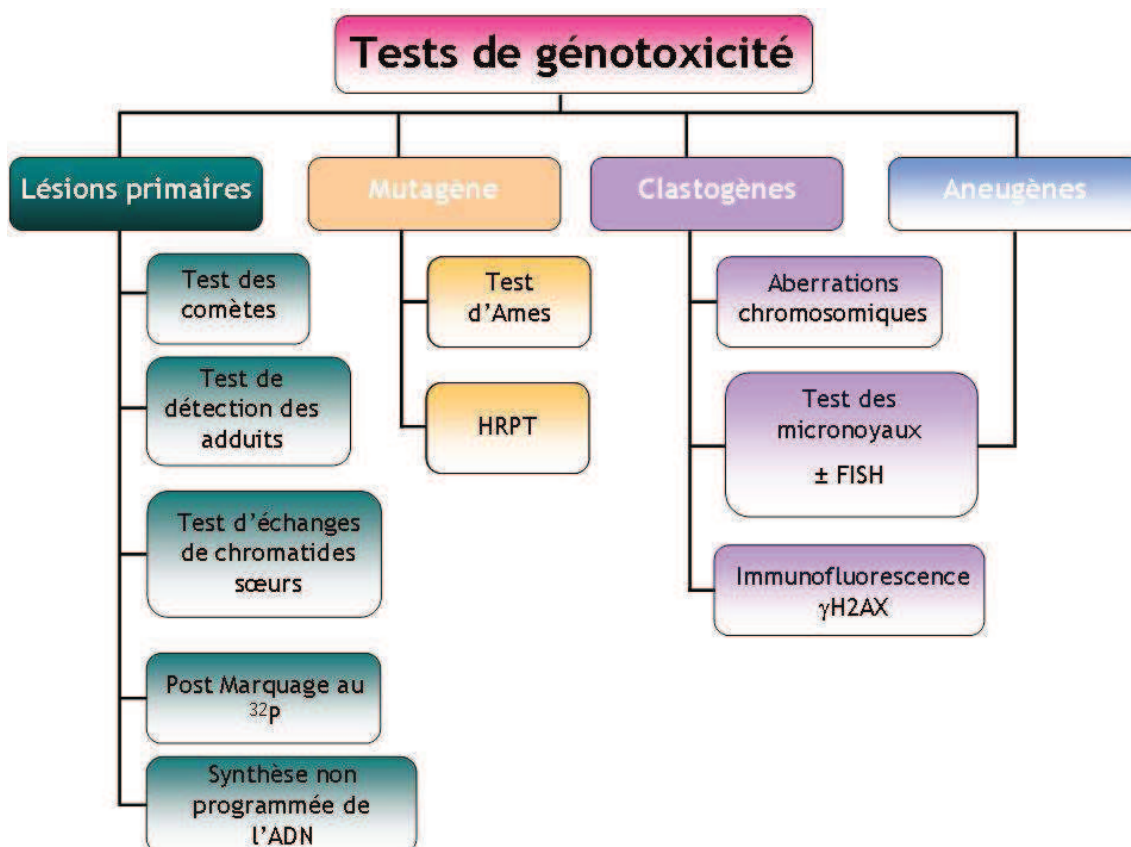 Tests de génotoxicité
Lésions primaires
Mutagène
Clastogènes
Aneugènes
Test des
comètes
Test de
détection des
adduits
Test d'échanges
de chromatides
sœurs
Post Marquage au
³²P
Synthèse non
programmée de
l'ADN
Test
d'Ames
HRPT
Aberrations
chromosomiques
Test des
micronoyaux
± FISH
Immunofluorescence
γH2AX